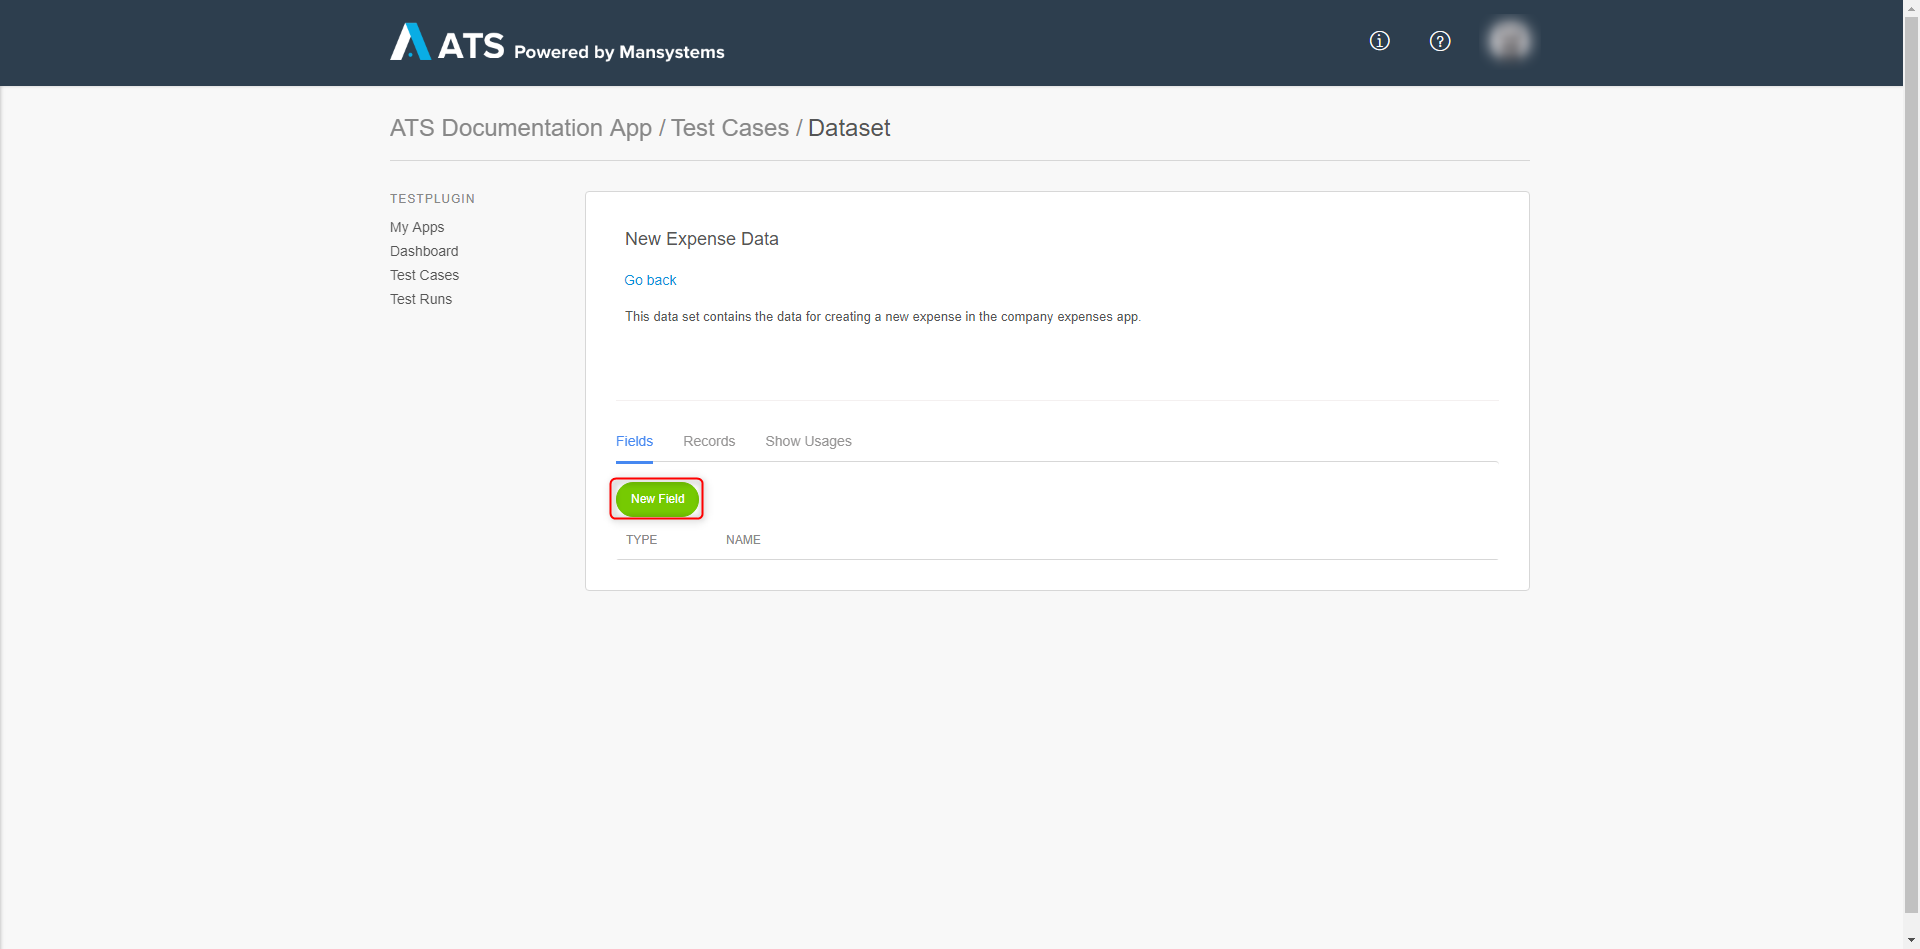 ATS Powered by Mansystems
ATS Documentation App / Test Cases / Dataset
TESTPLUGIN
My Apps
Dashboard
Test Cases
Test Runs
New Expense Data
Go back
This data set contains the data for creating a new expense in the company expenses app.
Fields Records Show Usages
New Field
TYPE NAME